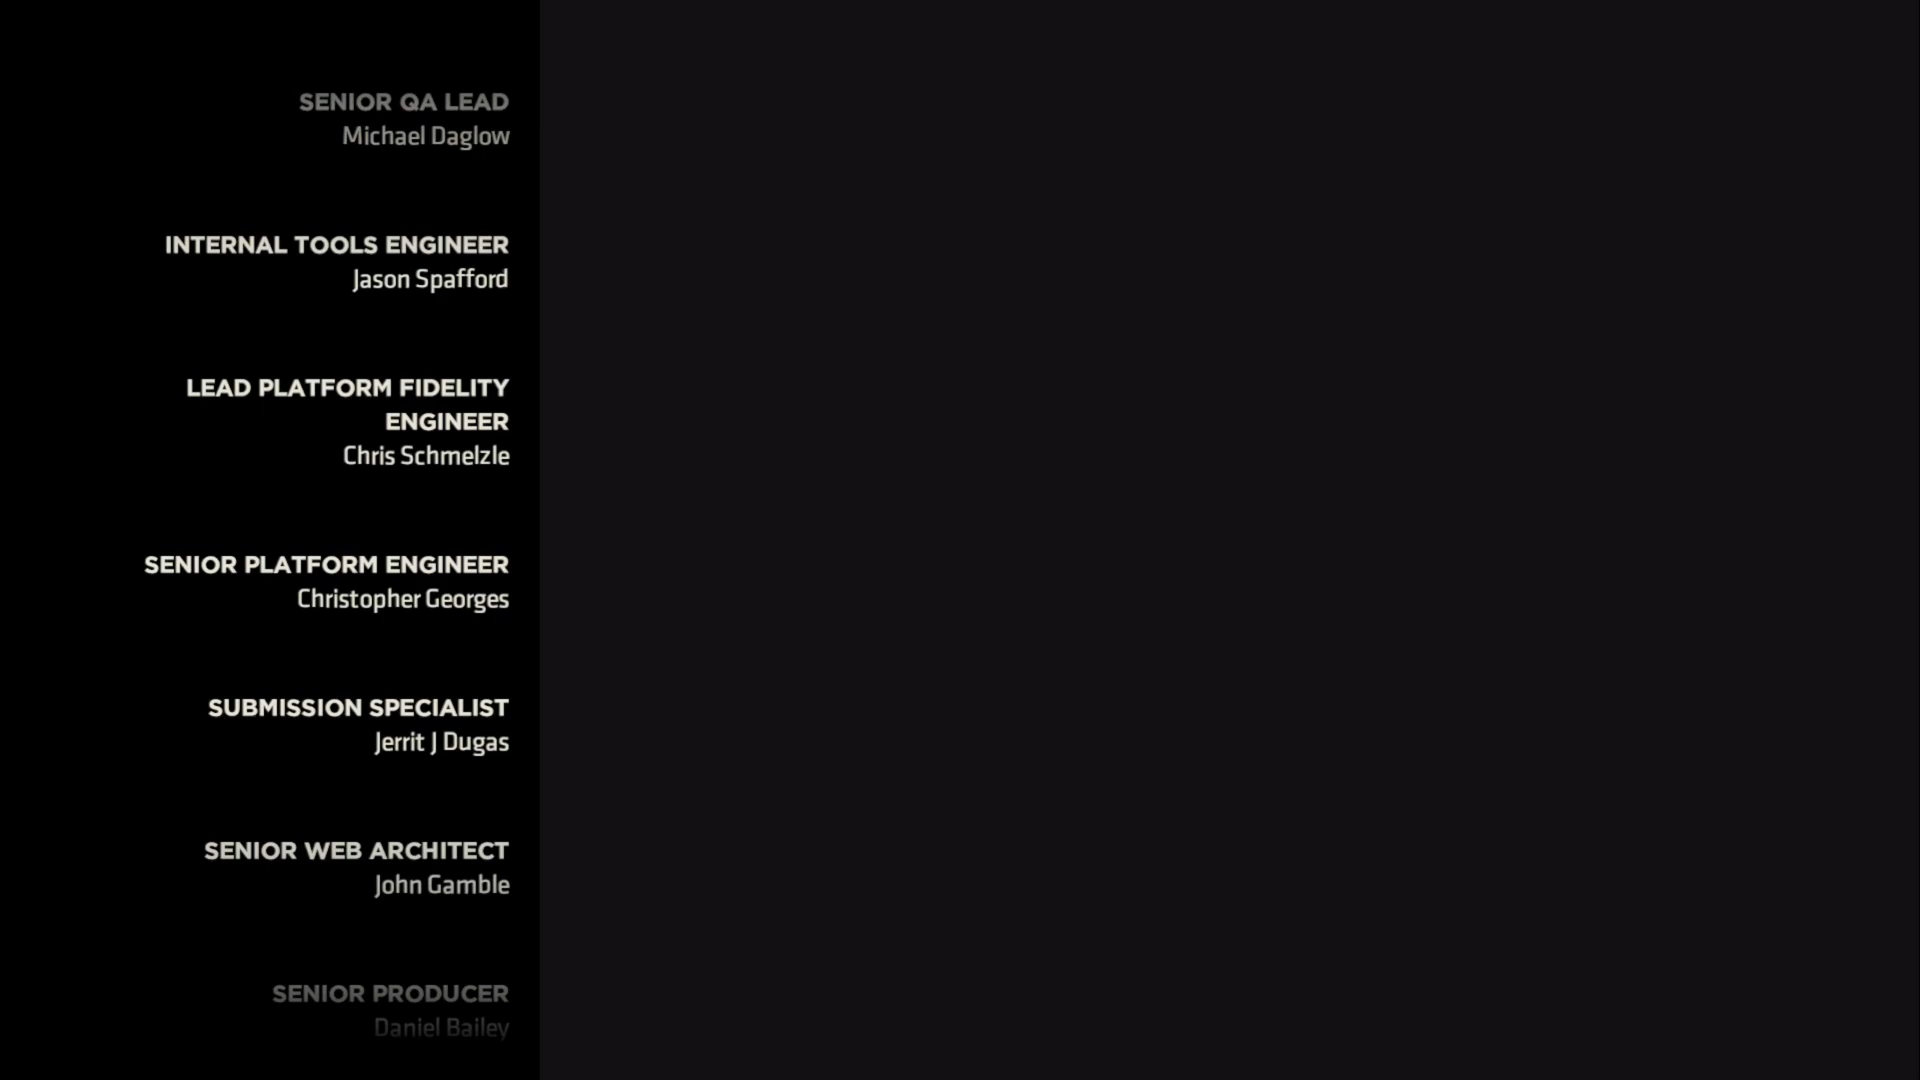 SENIOR QA LEAD
Michael Daglow
INTERNAL TOOLS ENGINEER
Jason Spafford
LEAD PLATFORM FIDELITY
ENGINEER
Chris Schmelzle
SENIOR PLATFORM ENGINEER
Christopher Georges
SUBMISSION SPECIALIST
Jerrit J Dugas
SENIOR WEB ARCHITECT
John Gamble
SENIOR PRODUCER
Daniel Bailey